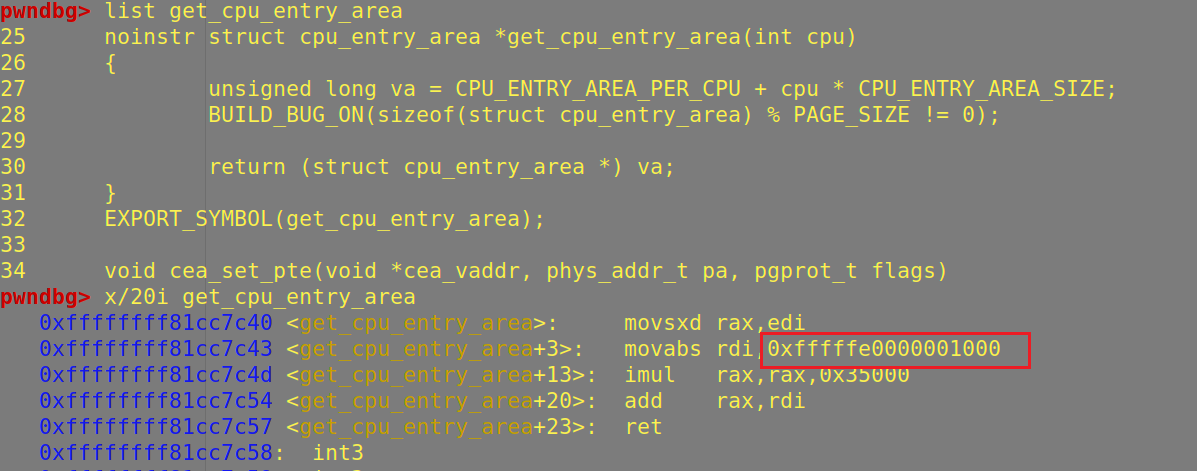 pwndbg> list get_cpu_entry_area
25 noinstr struct cpu_entry_area *get_cpu_entry_area(int cpu)
26 {
27 unsigned long va = CPU_ENTRY_AREA_PER_CPU + cpu * CPU_ENTRY_AREA_SIZE;
28 BUILD_BUG_ON(sizeof(struct cpu_entry_area) % PAGE_SIZE != 0);
29
30 return (struct cpu_entry_area *) va;
31 }
32 EXPORT_SYMBOL(get_cpu_entry_area);
33
34 void cea_set_pte(void *cea_vaddr, phys_addr_t pa, pgprot_t flags)
pwndbg> x/20i get_cpu_entry_area
0xffffffff81cc7c40 <get_cpu_entry_area>: movsxd rax,edi
0xffffffff81cc7c43 <get_cpu_entry_area+3>: movabs rdi,0xfffffe0000001000
0xffffffff81cc7c4d <get_cpu_entry_area+13>: imul rax,rax,0x35000
0xffffffff81cc7c54 <get_cpu_entry_area+20>: add rax,rdi
0xffffffff81cc7c57 <get_cpu_entry_area+23>: ret
0xffffffff81cc7c58: int3